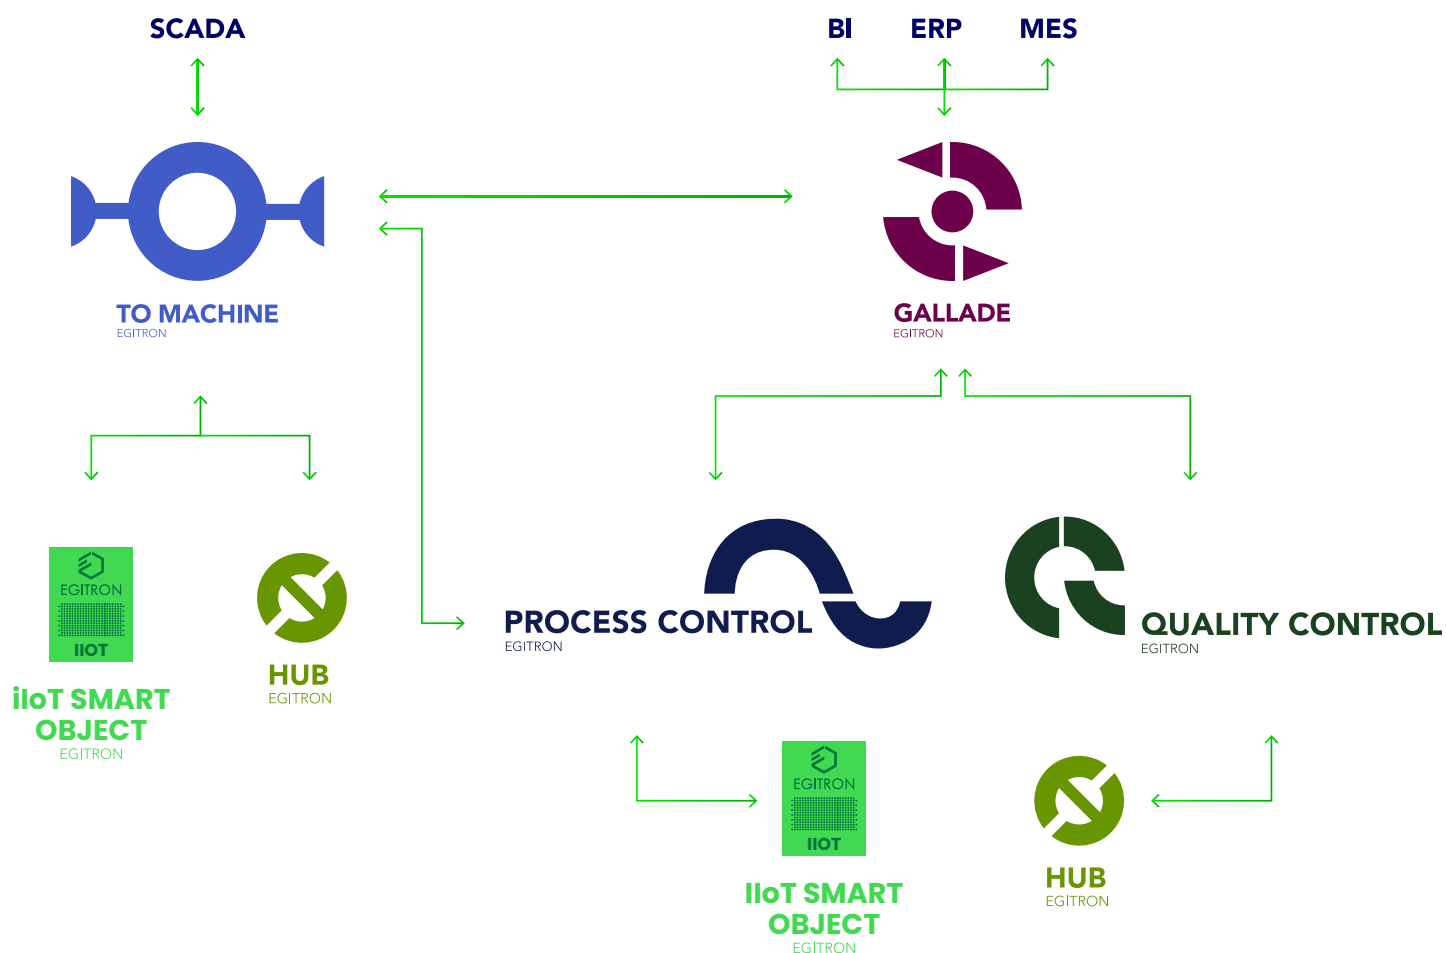 SCADA
BI
ERP
MES
TO MACHINE
EGITRON
GALLADE
EGITRON
EGITRON
IIOT
iIoT SMART
OBJECT
EGITRON
HUB
EGITRON
PROCESS CONTROL
EGITRON
QUALITY CONTROL
EGITRON
EGITRON
IIOT
IIoT SMART
OBJECT
EGITRON
HUB
EGITRON